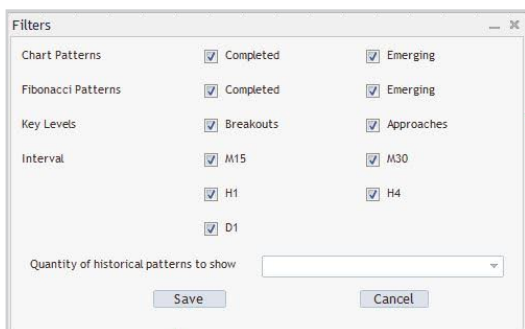 Filters
Chart Patterns Completed Emerging
Fibonacci Patterns Completed Emerging
Key Levels Breakouts Approaches
Interval M15 M30
H1 H4
D1
Quantity of historical patterns to show
Save Cancel